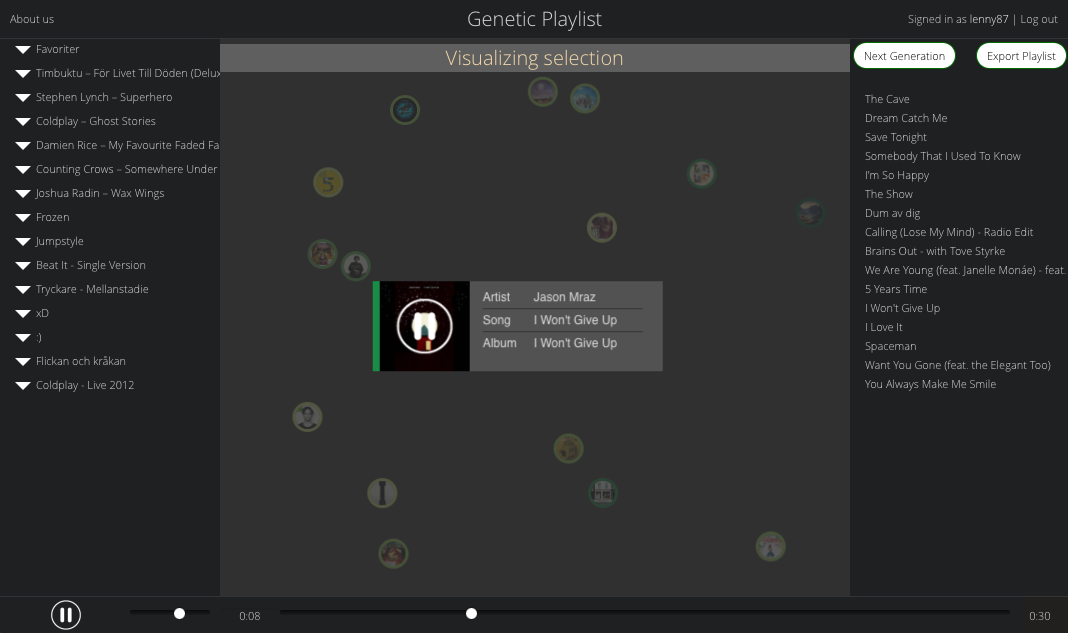 About us
Genetic Playlist
Signed in as lenny87 | Log out
Favoriter
Timbuktu – För Livet Till Döden (Delux
Stephen Lynch – Superhero
Coldplay – Ghost Stories
Damien Rice – My Favourite Faded Fa
Counting Crows – Somewhere Under
Joshua Radin – Wax Wings
Frozen
Jumpstyle
Beat It - Single Version
Tryckare - Mellanstadie
xD
:)
Flickan och kråkan
Coldplay - Live 2012
Visualizing selection
5
Artist Jason Mraz
Song I Won't Give Up
Album I Won't Give Up
Next Generation
Export Playlist
The Cave
Dream Catch Me
Save Tonight
Somebody That I Used To Know
I'm So Happy
The Show
Dum av dig
Calling (Lose My Mind) - Radio Edit
Brains Out - with Tove Styrke
We Are Young (feat. Janelle Monáe) - feat.
5 Years Time
I Won't Give Up
I Love It
Spaceman
Want You Gone (feat. the Elegant Too)
You Always Make Me Smile
0:08
0:30